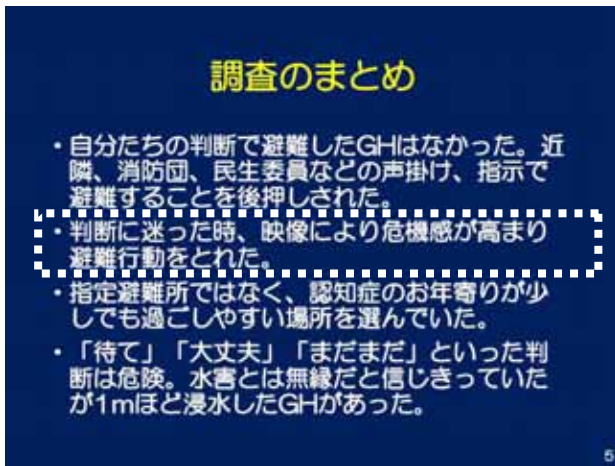 調査のまとめ
・自分たちの判断で避難したGHはなかった。近
隣、消防団、民生委員などの声掛け、指示で
避難することを後押しされた。
・判断に迷った時、映像により危機感が高まり
避難行動をとれた。
・指定避難所ではなく、認知症のお年寄りが少
しでも過ごしやすい場所を選んでいた。
・「待て」「大丈夫」「まだまだ」といった判
断は危険。水害とは無縁だと信じきっていた
が1mほど浸水したGHがあった。
5